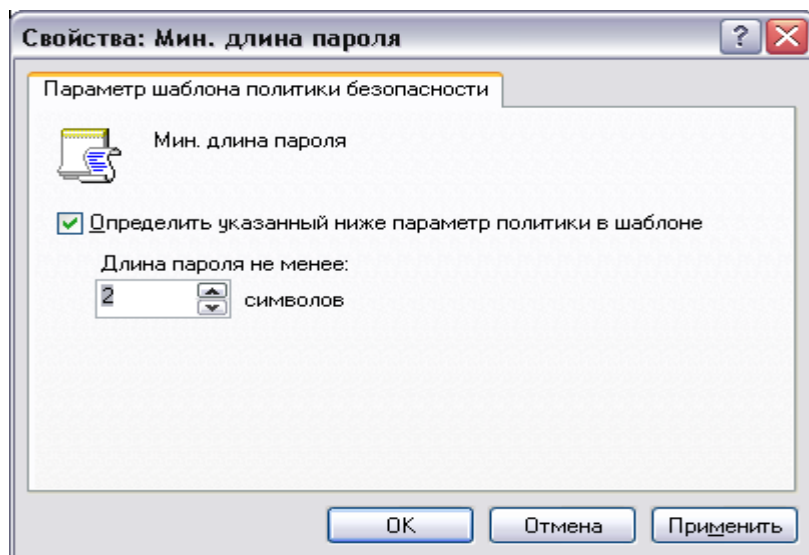 Свойства: Мин. длина пароля
?
Параметр шаблона политики безопасности
Мин. длина пароля
Определить указанный ниже параметр политики в шаблоне
Длина пароля не менее:
2 символов
ОК Отмена Применить